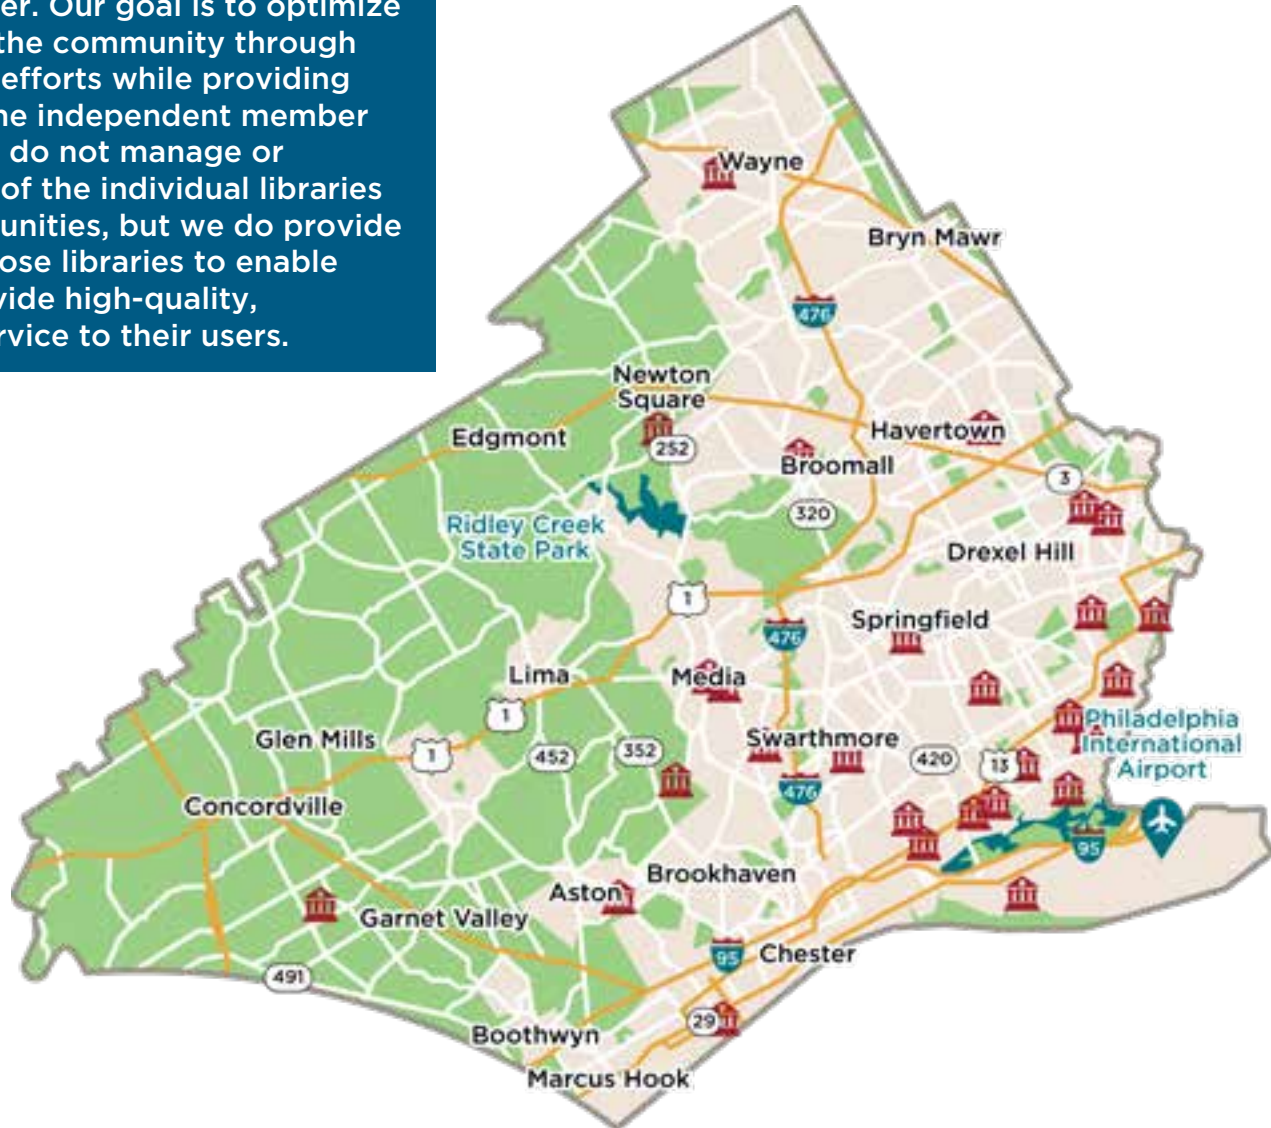 er. Our goal is to optimize
the community through
efforts while providing
he independent member
do not manage or
of the individual libraries
unities, but we do provide
ose libraries to enable
vide high-quality,
rvice to their users.
Wayne
Bryn Mawr
476
Newton
Square
Edgmont
252
Havertown
Broomall
3
320
Ridley Creek
State Park
Drexel Hill
1
476
Springfield
Lima
Media
1
Glen Mills
1
452
352
Swarthmore
420
13
Philadelphia
International
Airport
476
Concordville
95
Brookhaven
Aston
Garnet Valley
95
Chester
491
29
Boothwyn
Marcus Hook